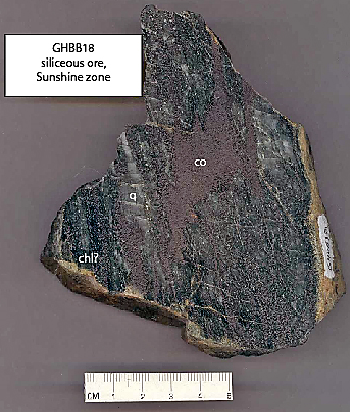 GHBB18
siliceous ore,
Sunshine zone
co
q
chl?
CM 1 2 3 4 5